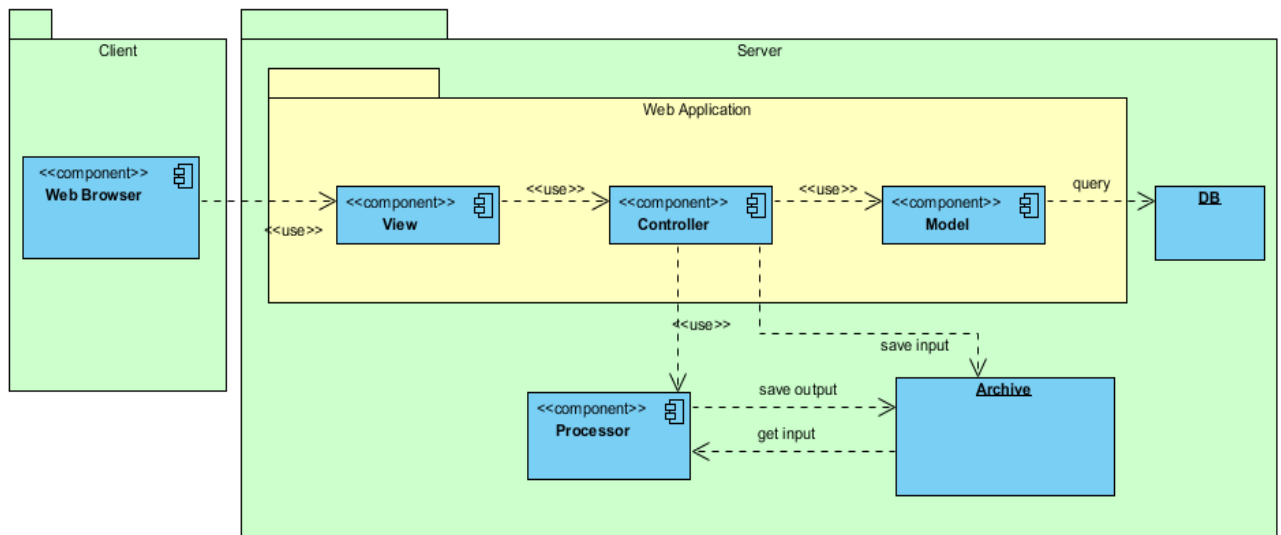 Client
Server
Web Application
<<component>>
Web Browser
<<use>>
<<component>>
View
<<use>>
<<component>>
Controller
<<use>>
<<component>>
Model
query
DB
<<use>>
save input
<<component>>
Processor
save output
get input
Archive